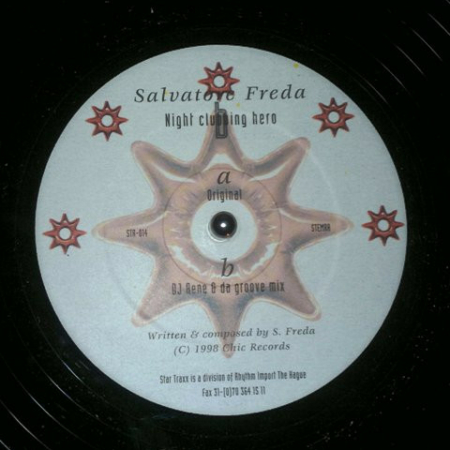 Salvatore Freda
Night clubbing hero
b
a
Original
STR-014
STEMRA
b
DJ Rene & da groove mix
Written & composed by S. Freda
(C) 1998 Chic Records
Star Traxx is a division of Rhythm Import The Hague
Fax 31-(0)70 364 15 11